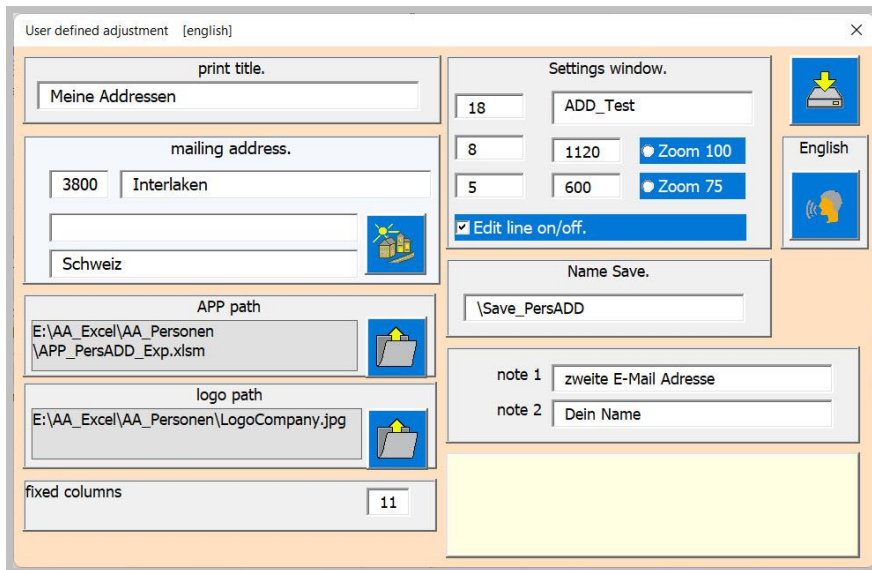 User defined adjustment [english]
print title.
Meine Addressen
mailing address.
3800 Interlaken
Schweiz
APP path
E:\AA_Excel\AA_Personen
\APP_PersADD_Exp.xlsm
logo path
E:\AA_Excel\AA_Personen\LogoCompany.jpg
fixed columns 11
Settings window.
18 ADD_Test
8 1120 Zoom 100
5 600 Zoom 75
Edit line on/off.
English
Name Save.
\Save_PersADD
note 1 zweite E-Mail Adresse
note 2 Dein Name